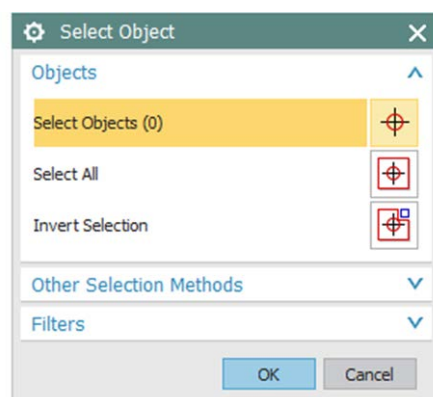 Select Object
Objects
Select Objects (0)
Select All
Invert Selection
Other Selection Methods
Filters
OK Cancel